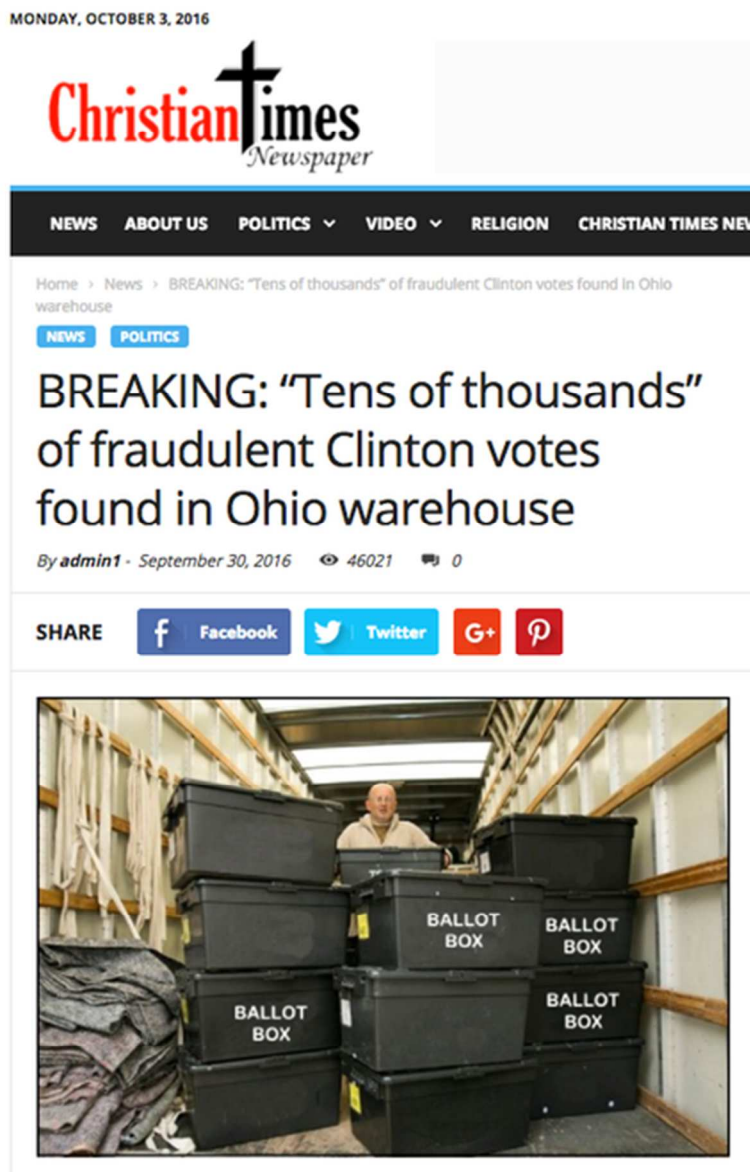 MONDAY, OCTOBER 3, 2016
ChristianTimes
Newspaper
NEWS ABOUT US POLITICS VIDEO RELIGION CHRISTIAN TIMES
Home > News > BREAKING: “Tens of thousands” of fraudulent Clinton votes found in Ohio
warehouse
NEWS POLITICS
BREAKING: “Tens of thousands”
of fraudulent Clinton votes
found in Ohio warehouse
By admin1 - September 30, 2016 46021 0
SHARE f Facebook Twitter G+
BALLOT
BOX
BALLOT
BOX
BALLOT
BOX
BALLOT
BOX